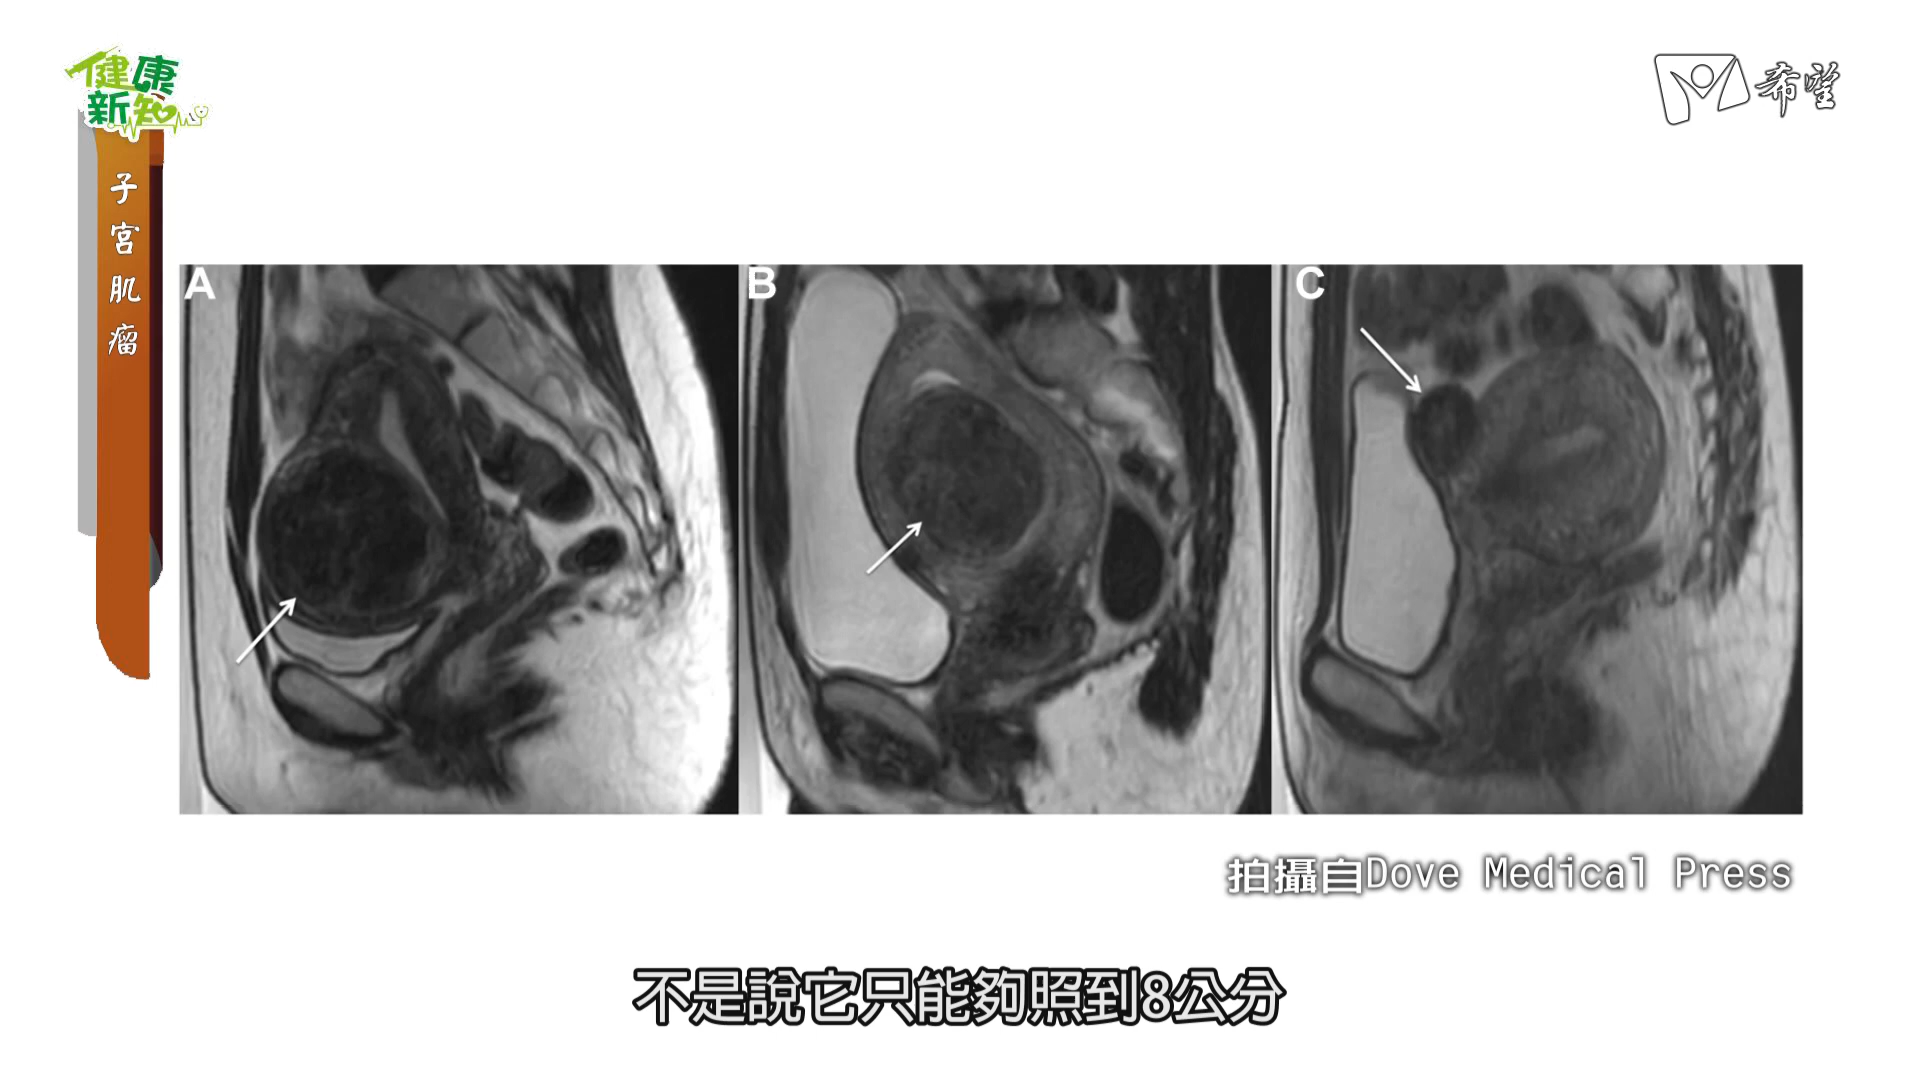 健康
新知
希望
子宮肌瘤
A
B
C
拍攝自Dove Medical Press
不是說它只能夠照到8公分